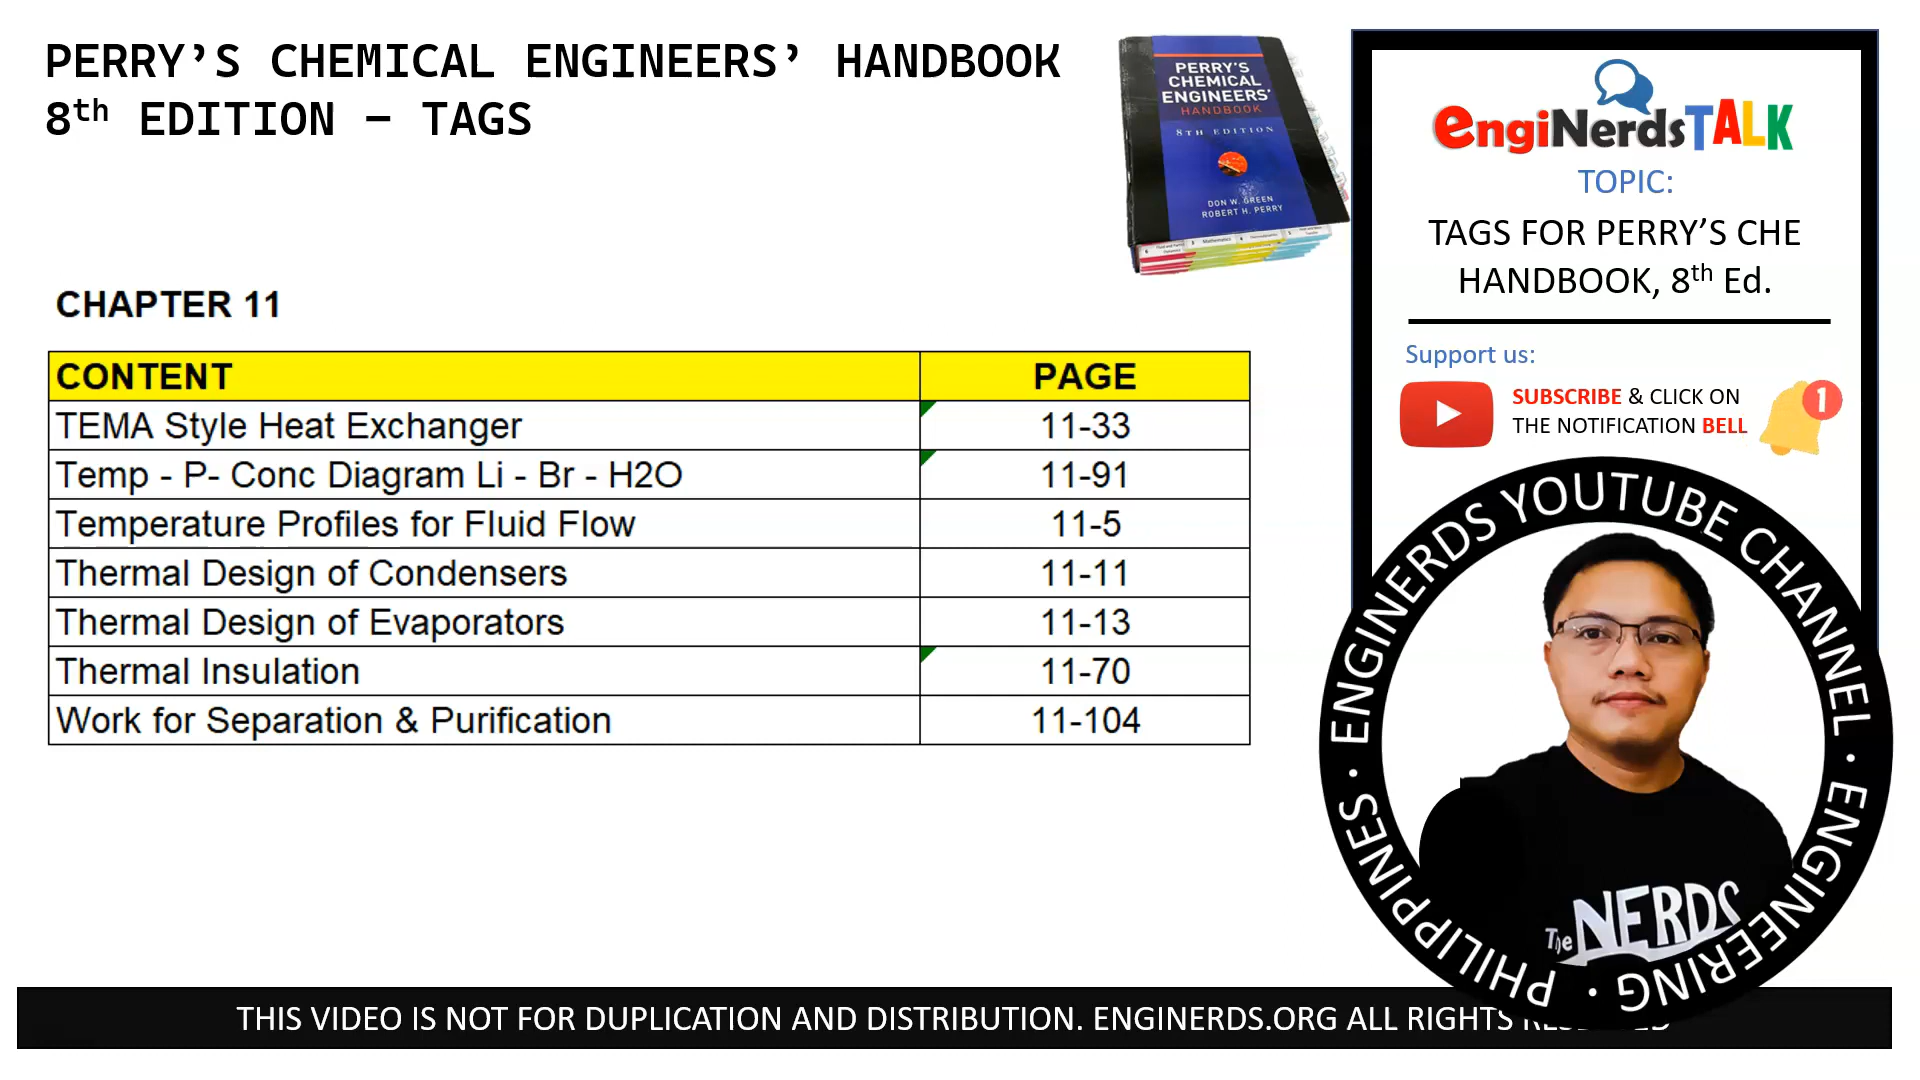 PERRY’S CHEMICAL ENGINEERS’ HANDBOOK
8th EDITION – TAGS
PERRY'S
CHEMICAL
ENGINEERS'
HANDBOOK
8TH EDITION
DON W. GREEN
ROBERT H. PERRY
Mathematics
engiNerdsTALK
TOPIC:
TAGS FOR PERRY’S CHE
HANDBOOK, 8th Ed.
Support us:
SUBSCRIBE & CLICK ON
THE NOTIFICATION BELL
1
CHAPTER 11
CONTENT PAGE
TEMA Style Heat Exchanger 11-33
Temp - P- Conc Diagram Li - Br - H2O 11-91
Temperature Profiles for Fluid Flow 11-5
Thermal Design of Condensers 11-11
Thermal Design of Evaporators 11-13
Thermal Insulation 11-70
Work for Separation & Purification 11-104
ENGINERDS YOUTUBE CHANNEL · ENGINEERING · PHILIPPINES ·
The NERDS
THIS VIDEO IS NOT FOR DUPLICATION AND DISTRIBUTION. ENGINERDS.ORG ALL RIGHTS